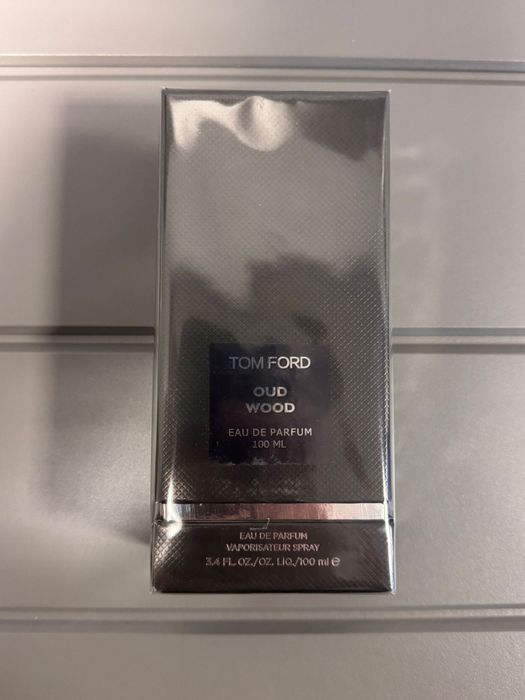 TOM FORD
OUD
WOOD
EAU DE PARFUM
100 ML
EAU DE PARFUM
VAPORISATEUR SPRAY
3.4 FL. OZ./OZ. LIQ./100 ml ℮